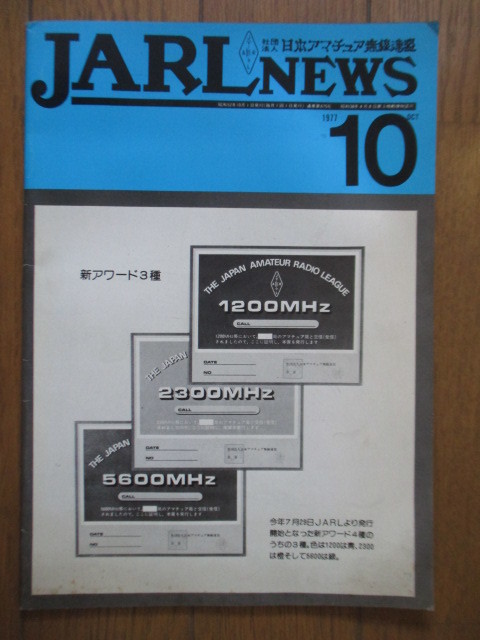 社団法人 日本アマチュア無線連盟
JARL NEWS
1977 10 OCT
新アワード3種
THE JAPAN AMATEUR RADIO LEAGUE
1200MHz
CALL
DATE
NO
THE JAPAN
2300MHz
CALL
DATE
NO
THE JAPAN
5600MHz
CALL
DATE
NO
今年7月29日JARLより発行
開始となった新アワード4種の
うちの3種。色は1200は青、2300
は橙そして5600は緑。